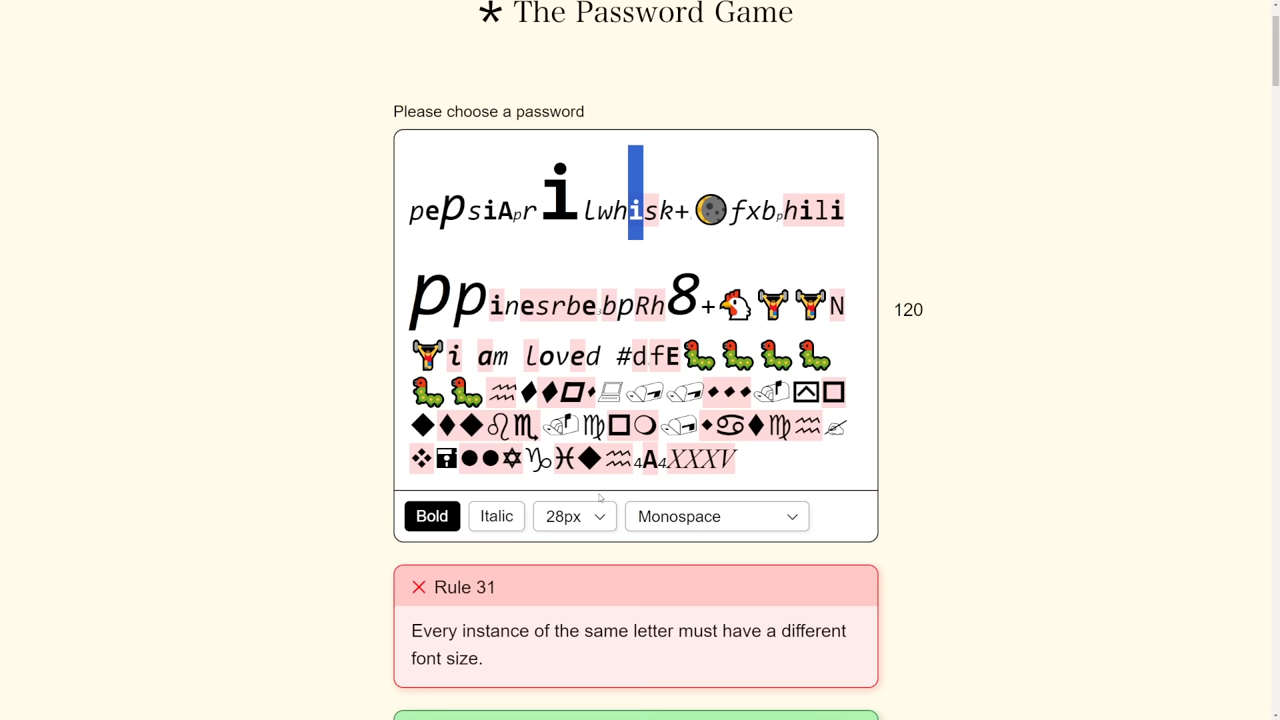 * The Password Game
Please choose a password
pepsiAprilwhisk+🌘fxbphili
ppinesrbe3bpRh8+🐔🏋️🏋️N
🏋️i am loved #dfE🐛🐛🐛🐛
4A4XXXV
120
Bold Italic 28px Monospace
Rule 31
Every instance of the same letter must have a different
font size.